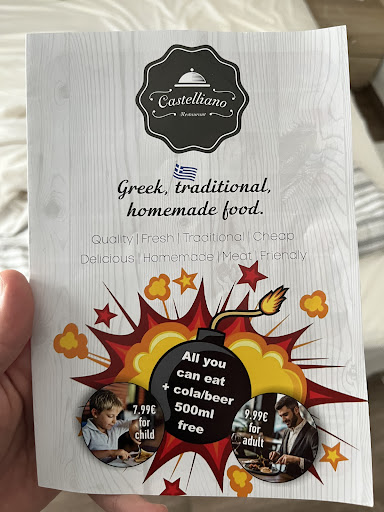 Castelliano
Restaurant
Greek, traditional,
homemade food.
Quality | Fresh | Traditional | Cheap
Delicious | Homemade | Meat | Friendly
All you
can eat
+ cola/beer
500ml
free
7.99€
for
child
9.99€
for
adult